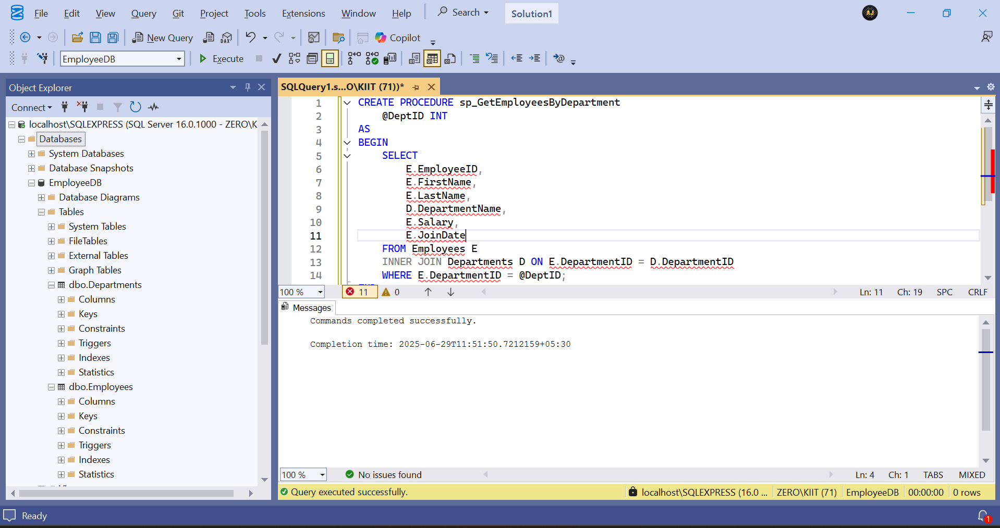 File Edit View Query Git Project Tools Extensions Window Help Search Solution1
New Query DAX Copilot
EmployeeDB Execute
Object Explorer
Connect
localhost\SQLEXPRESS (SQL Server 16.0.1000 - ZERO\K
Databases
System Databases
Database Snapshots
EmployeeDB
Database Diagrams
Tables
System Tables
FileTables
External Tables
Graph Tables
dbo.Departments
Columns
Keys
Constraints
Triggers
Indexes
Statistics
dbo.Employees
Columns
Keys
Constraints
Triggers
Indexes
Statistics
SQLQuery1.s...O\KIIT (71))*
1 CREATE PROCEDURE sp_GetEmployeesByDepartment
2 @DeptID INT
3 AS
4 BEGIN
5 SELECT
6 E.EmployeeID,
7 E.FirstName,
8 E.LastName,
9 D.DepartmentName,
10 E.Salary,
11 E.JoinDate
12 FROM Employees E
13 INNER JOIN Departments D ON E.DepartmentID = D.DepartmentID
14 WHERE E.DepartmentID = @DeptID;
100 % 11 0 Ln: 11 Ch: 19 SPC CRLF
Messages
Commands completed successfully.
Completion time: 2025-06-29T11:51:50.7212159+05:30
100 % No issues found Ln: 4 Ch: 1 TABS MIXED
Query executed successfully. localhost\SQLEXPRESS (16.0 ... ZERO\KIIT (71) EmployeeDB 00:00:00 0 rows
Ready 1